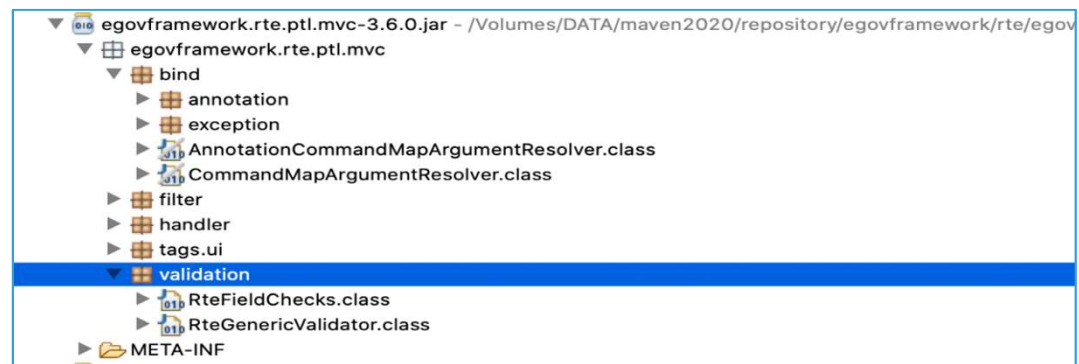 egovframework.rte.ptl.mvc-3.6.0.jar - /Volumes/DATA/maven2020/repository/egovframework/rte/egov
egovframework.rte.ptl.mvc
bind
annotation
exception
AnnotationCommandMapArgumentResolver.class
CommandMapArgumentResolver.class
filter
handler
tags.ui
validation
RteFieldChecks.class
RteGenericValidator.class
META-INF